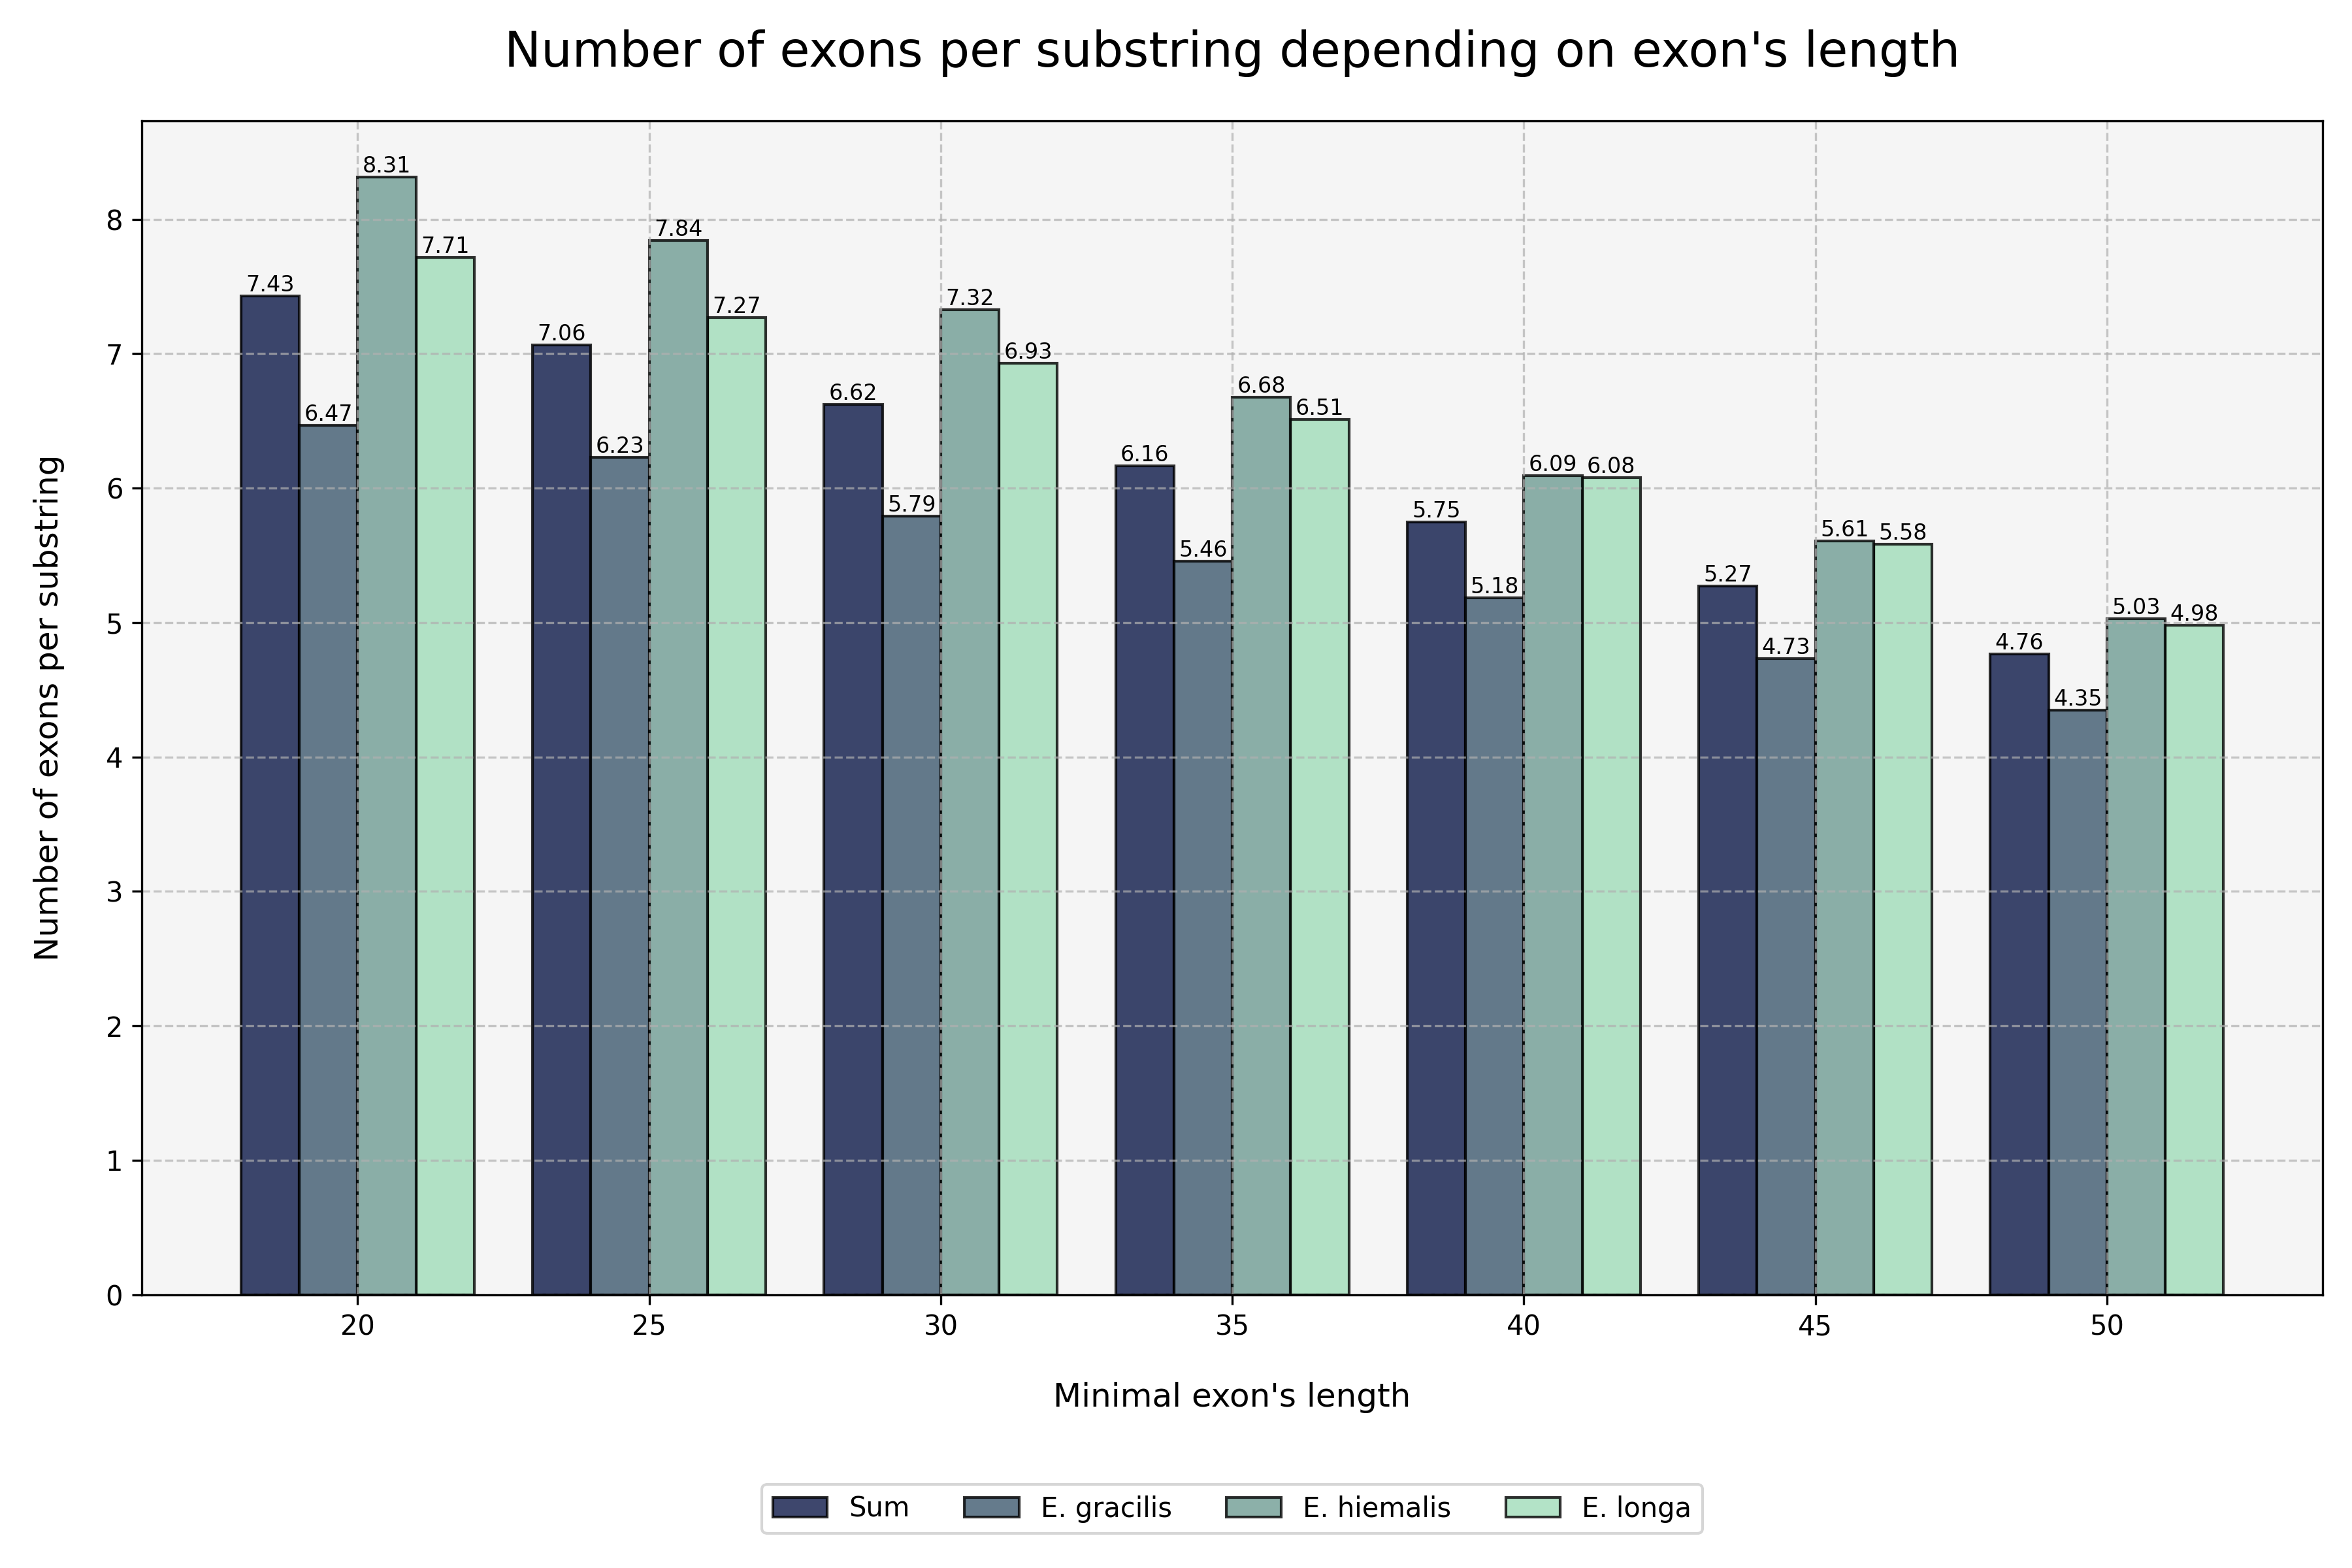 Number of exons per substring depending on exon's length
Number of exons per substring
8
7
6
5
4
3
2
1
0
7.43 6.47 8.31 7.71
7.06 6.23 7.84 7.27
6.62 5.79 7.32 6.93
6.16 5.46 6.68 6.51
5.75 5.18 6.09 6.08
5.27 4.73 5.61 5.58
4.76 4.35 5.03 4.98
20 25 30 35 40 45 50
Minimal exon's length
Sum E. gracilis E. hiemalis E. longa